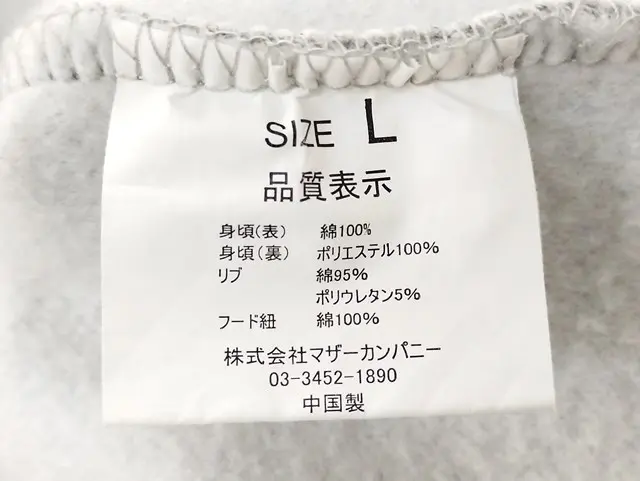 SIZE L
品質表示
身頃(表) 綿100%
身頃(裏) ポリエステル100%
リブ 綿95%
ポリウレタン5%
フード紐 綿100%
株式会社マザーカンパニー
03-3452-1890
中国製